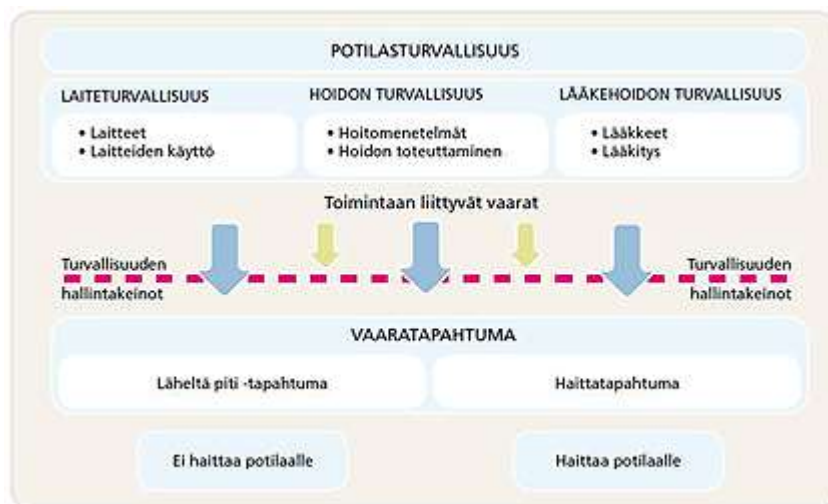 POTILASTURVALLISUUS
LAITETURVALLISUUS
• Laitteet
• Laitteiden käyttö
HOIDON TURVALLISUUS
• Hoitomenetelmät
• Hoidon toteuttaminen
LÄÄKEHOIDON TURVALLISUUS
• Lääkkeet
• Lääkitys
Toimintaan liittyvät vaarat
Turvallisuuden
hallintakeinot
Turvallisuuden
hallintakeinot
VAARATAPAHTUMA
Läheltä piti -tapahtuma
Haittatapahtuma
Ei haittaa potilaalle
Haittaa potilaalle